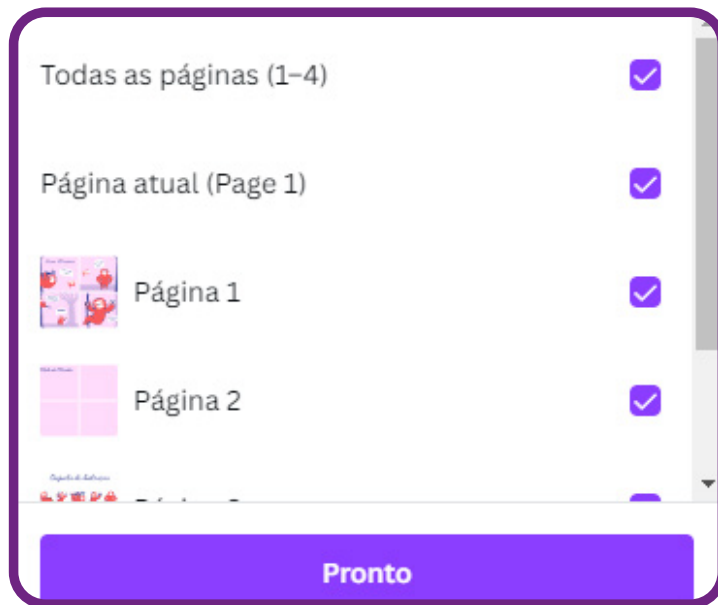 Todas as páginas (1–4)
Página atual (Page 1)
Página 1
Página 2
Pronto